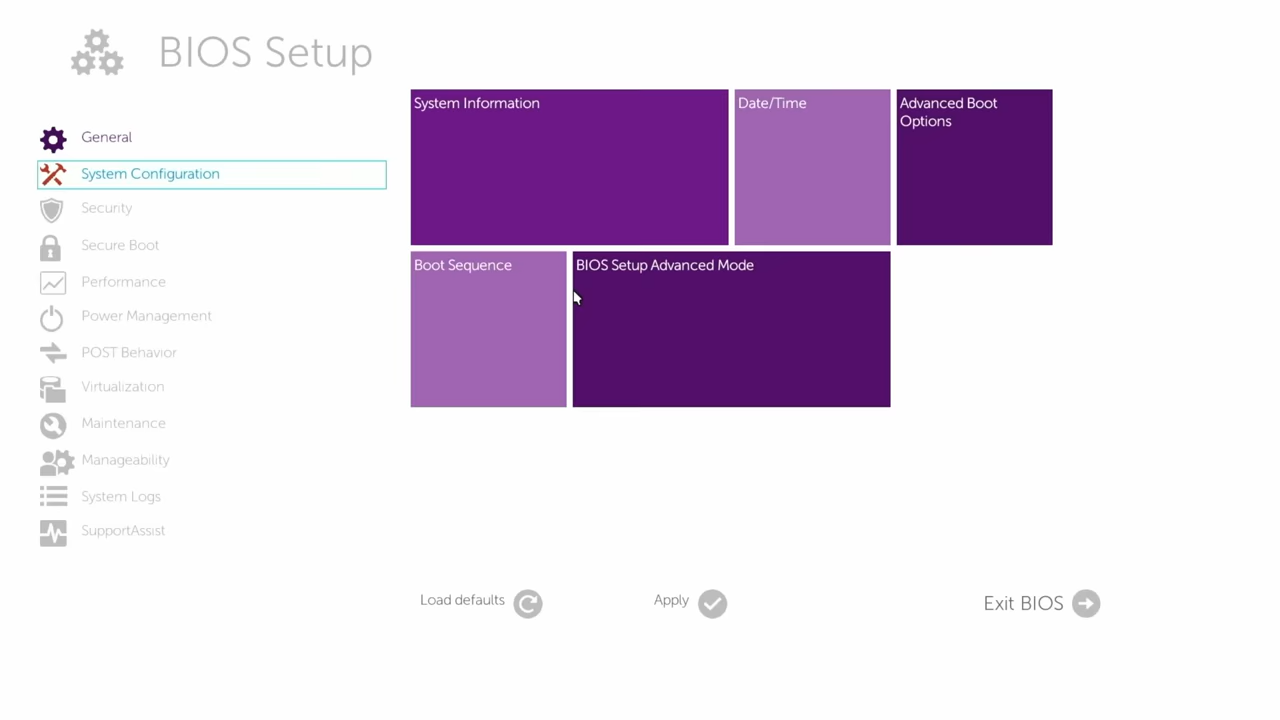 BIOS Setup
General
System Configuration
Security
Secure Boot
Performance
Power Management
POST Behavior
Virtualization
Maintenance
Manageability
System Logs
SupportAssist
System Information
Date/Time
Advanced Boot
Options
Boot Sequence
BIOS Setup Advanced Mode
Load defaults
Apply
Exit BIOS